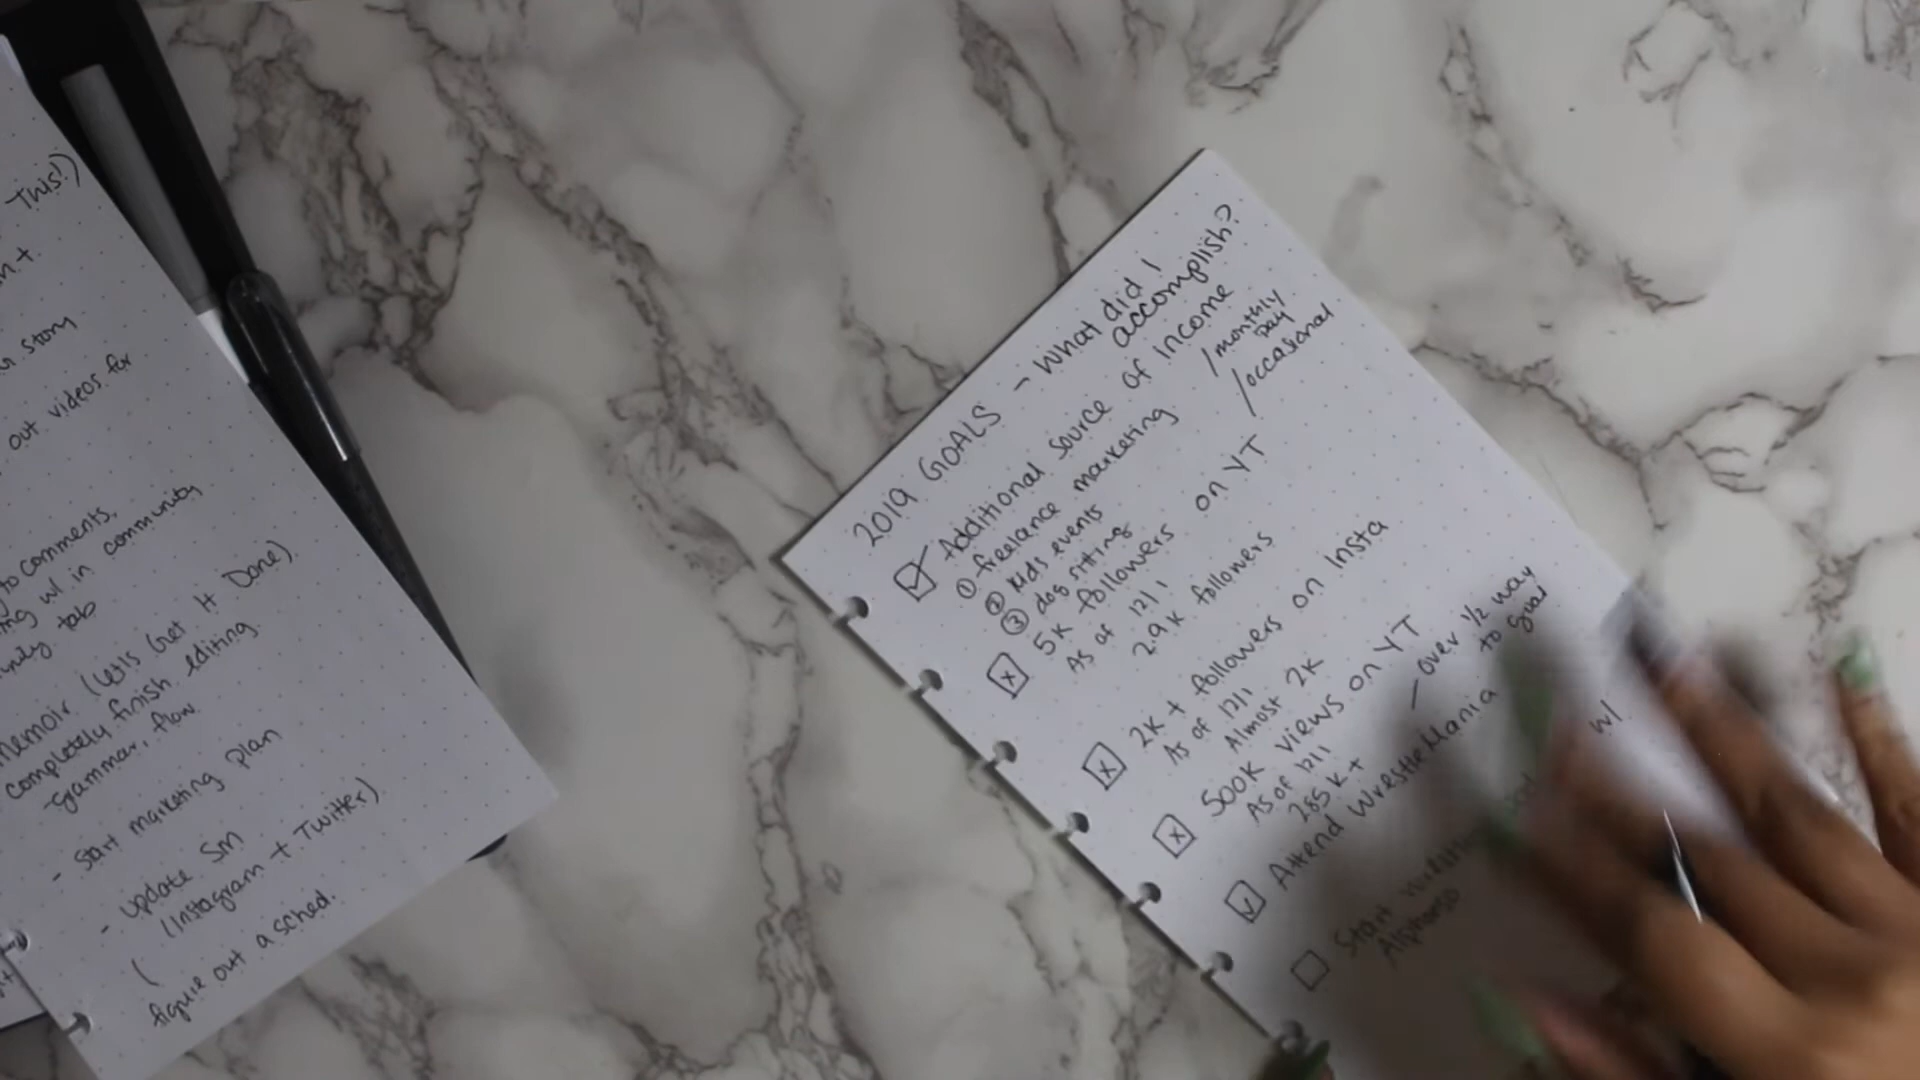 This!)
story
out videos for
to comments,
w/ in community
tab
memoir (Let's Get It Done)
completely finish editing
grammar, flow
- Start marketing plan
- update SM
(Instagram + Twitter)
(
figure out a sched.
2019 GOALS - What did I
accomplish?
Additional source of income
① freelance marketing / monthly
pay
② kids events / occasional
③ dog sitting
5K followers on YT
As of 12/1
2.9K followers
2K + followers on Insta
As of 12/1
Almost 2K
500K views on YT
As of 12/1 - over 1/2 way
285K + to goal
Attend WrestleMania
Start w/
Alphonso